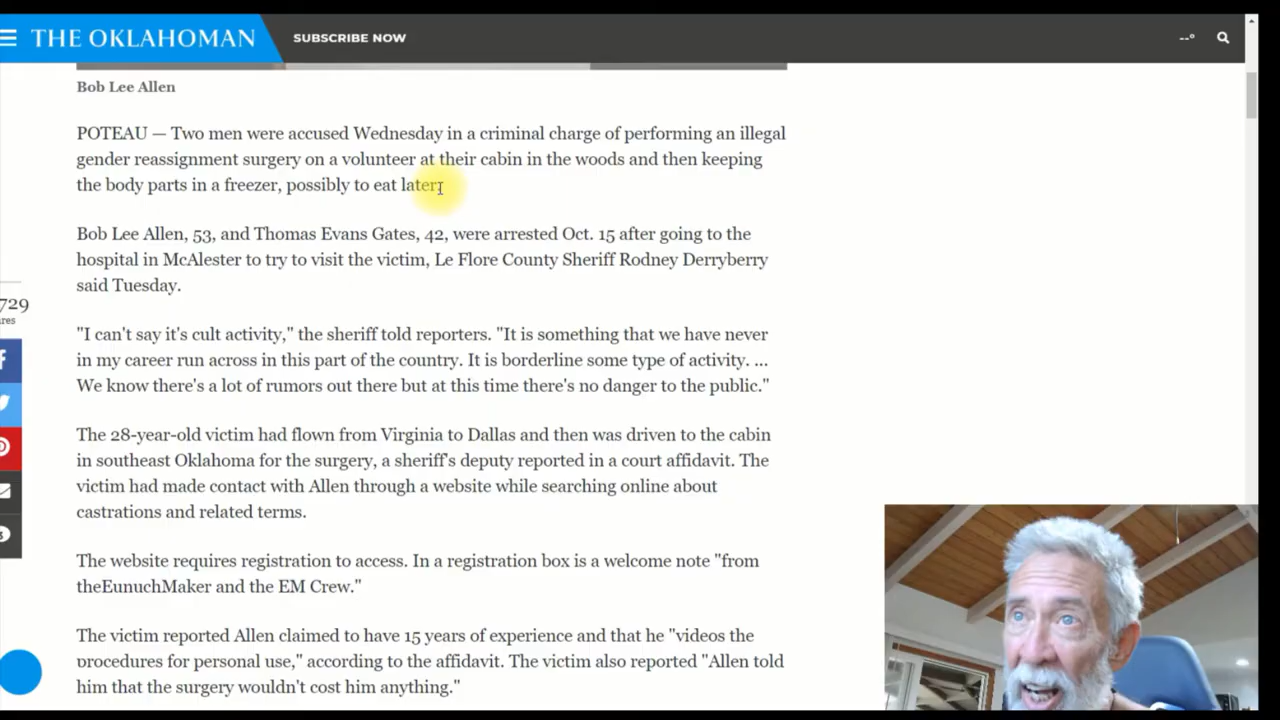 THE OKLAHOMAN
SUBSCRIBE NOW
--°
Bob Lee Allen
POTEAU — Two men were accused Wednesday in a criminal charge of performing an illegal
gender reassignment surgery on a volunteer at their cabin in the woods and then keeping
the body parts in a freezer, possibly to eat later
Bob Lee Allen, 53, and Thomas Evans Gates, 42, were arrested Oct. 15 after going to the
hospital in McAlester to try to visit the victim, Le Flore County Sheriff Rodney Derryberry
said Tuesday.
"I can't say it's cult activity," the sheriff told reporters. "It is something that we have never
in my career run across in this part of the country. It is borderline some type of activity. ...
We know there's a lot of rumors out there but at this time there's no danger to the public."
The 28-year-old victim had flown from Virginia to Dallas and then was driven to the cabin
in southeast Oklahoma for the surgery, a sheriff's deputy reported in a court affidavit. The
victim had made contact with Allen through a website while searching online about
castrations and related terms.
The website requires registration to access. In a registration box is a welcome note "from
theEunuchMaker and the EM Crew."
The victim reported Allen claimed to have 15 years of experience and that he "videos the
procedures for personal use," according to the affidavit. The victim also reported "Allen told
him that the surgery wouldn't cost him anything."
729